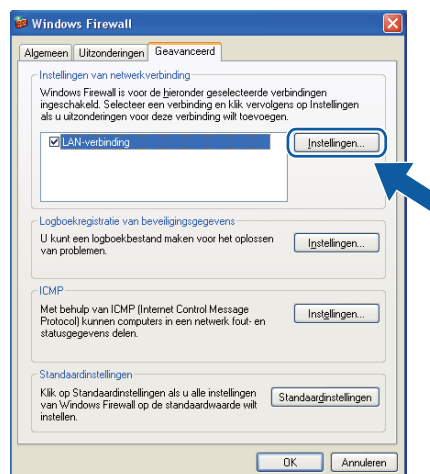 Windows Firewall
Algemeen Uitzonderingen Geavanceerd
Instellingen van netwerkverbinding
Windows Firewall is voor de hieronder geselecteerde verbindingen
ingeschakeld. Selecteer een verbinding en klik vervolgens op Instellingen
als u uitzonderingen voor deze verbinding wilt toevoegen.
LAN-verbinding
Instellingen...
Logboekregistratie van beveiligingsgegevens
U kunt een logboekbestand maken voor het oplossen
van problemen.
Instellingen...
ICMP
Met behulp van ICMP (Internet Control Message
Protocol) kunnen computers in een netwerk fout- en
statusgegevens delen.
Instellingen...
Standaardinstellingen
Klik op Standaardinstellingen als u alle instellingen
van Windows Firewall op de standaardwaarde wilt
instellen.
Standaardinstellingen
OK Annuleren